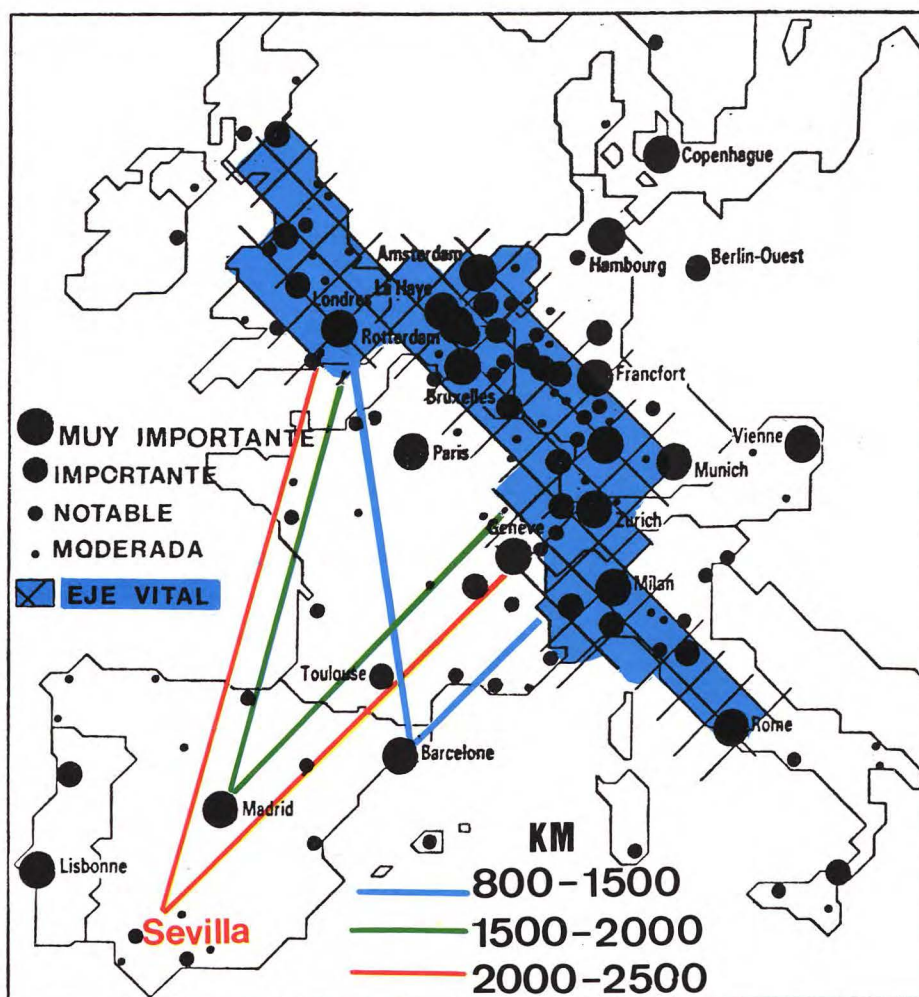 Copenhague
Hambourg
Berlin-Ouest
Amsterdam
La Haye
Londres
Rotterdam
Bruxelles
Francfort
MUY IMPORTANTE
IMPORTANTE
NOTABLE
MODERADA
EJE VITAL
Paris
Vienne
Munich
Zurich
Genève
Milan
Toulouse
Rome
Barcelone
Madrid
Lisbonne
Sevilla
KM
800-1500
1500-2000
2000-2500